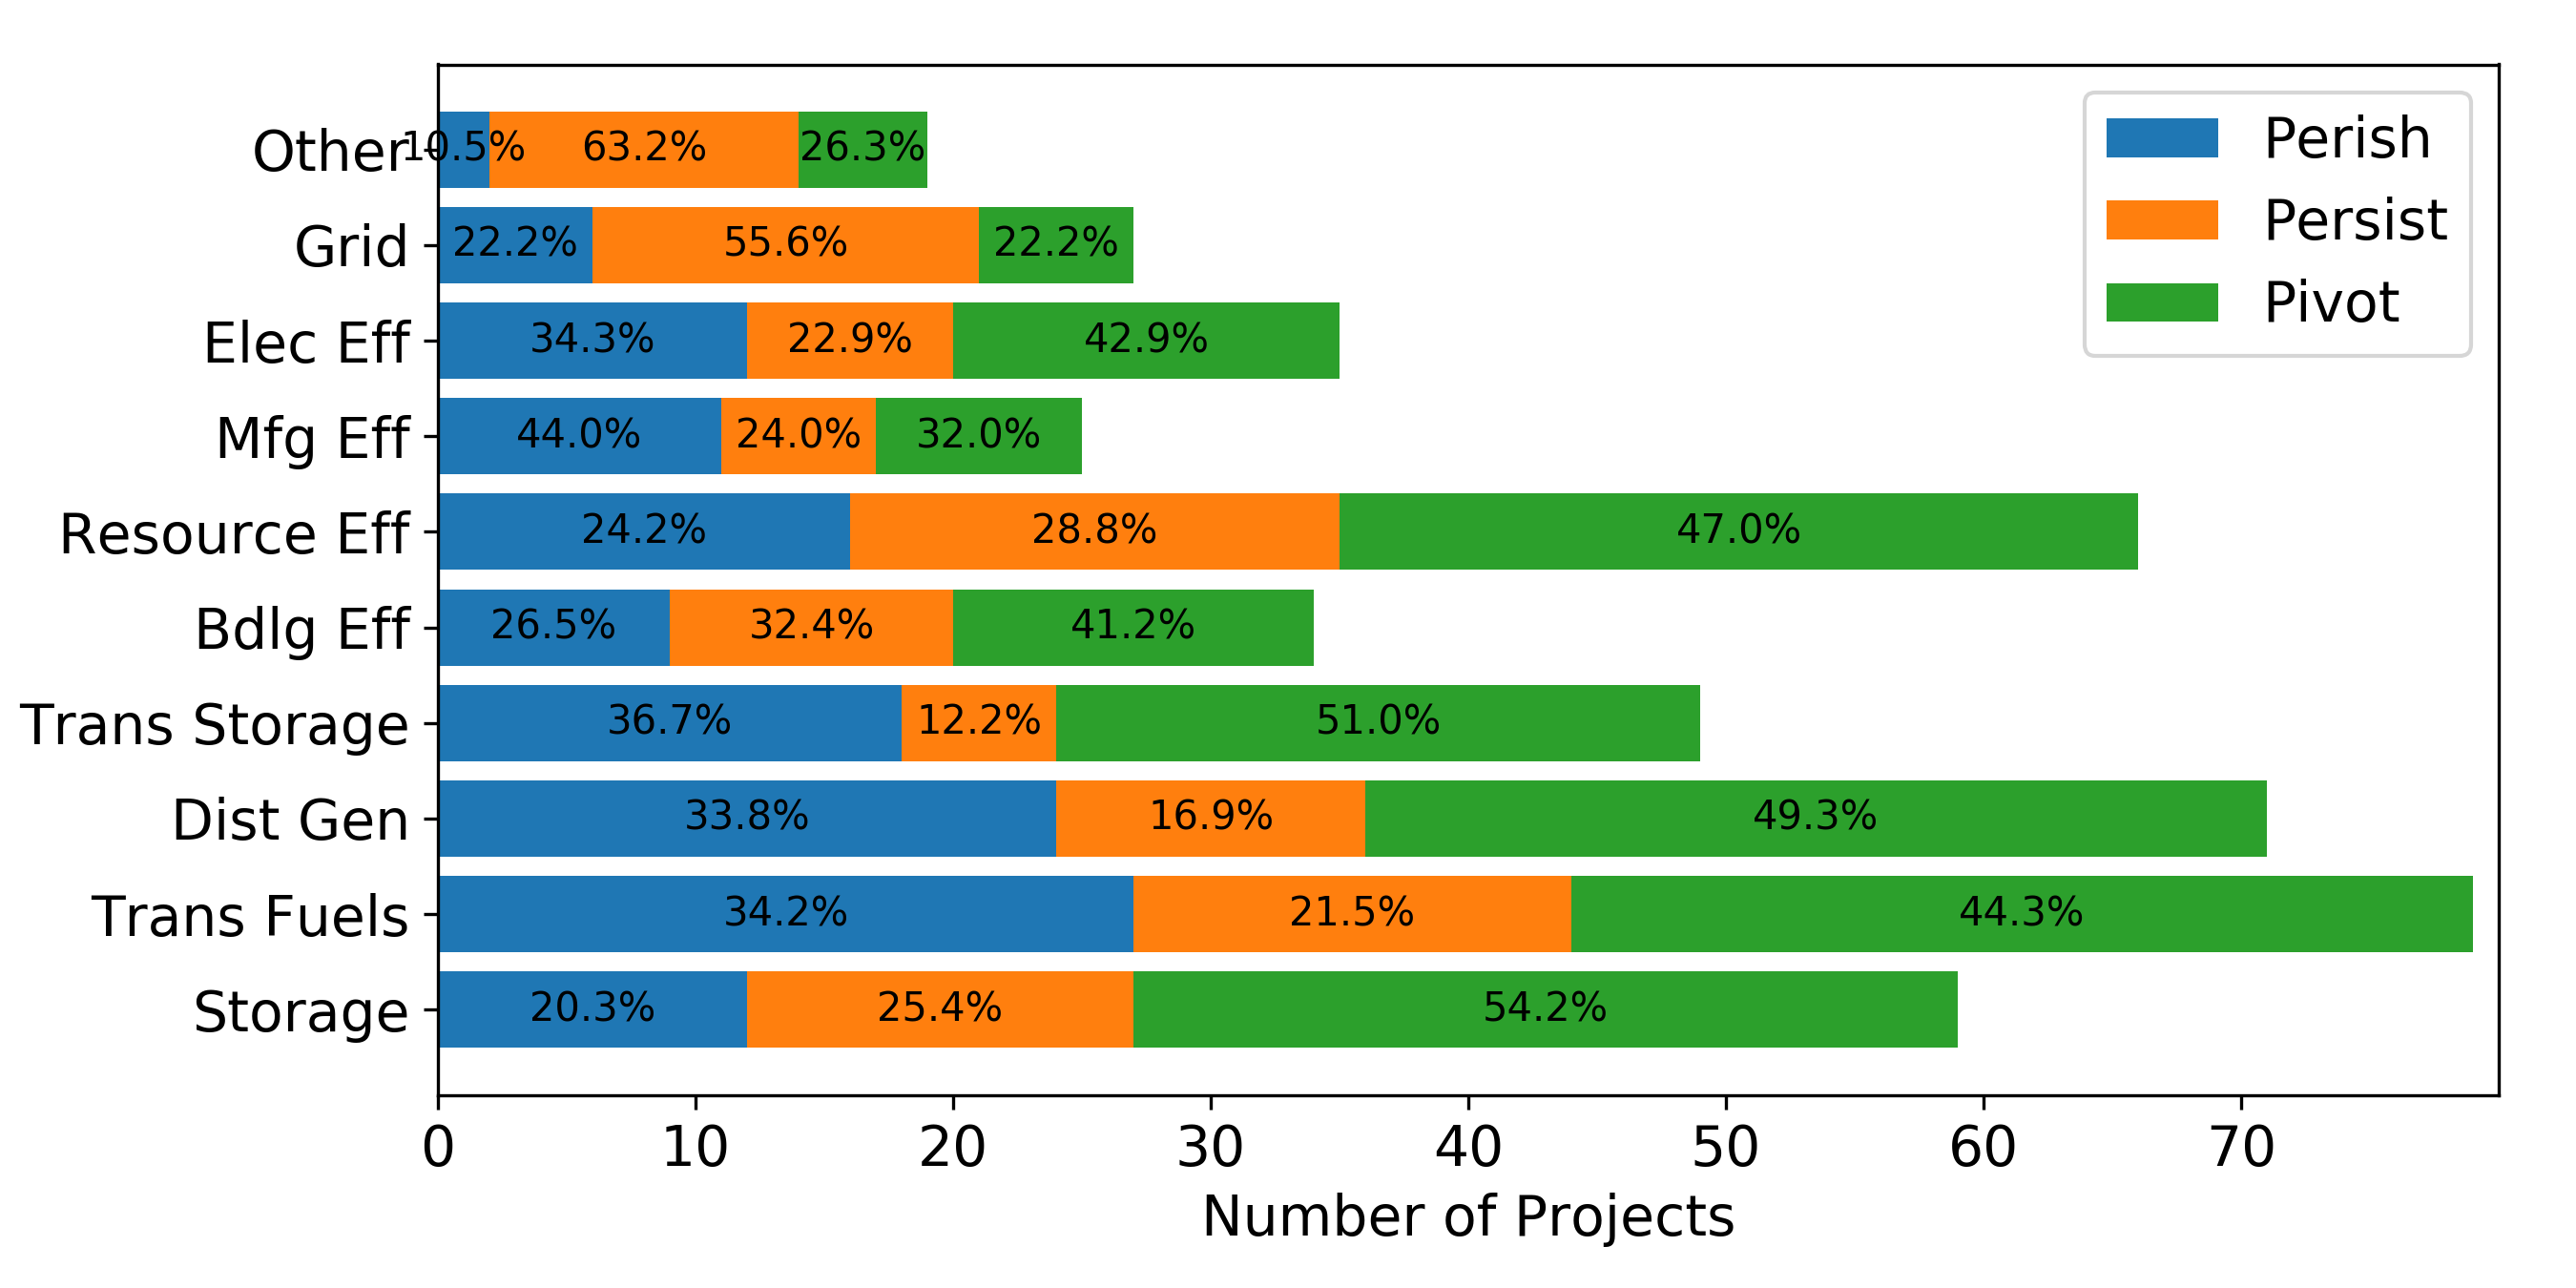 Other 10.5% 63.2% 26.3%
Grid 22.2% 55.6% 22.2%
Elec Eff 34.3% 22.9% 42.9%
Mfg Eff 44.0% 24.0% 32.0%
Resource Eff 24.2% 28.8% 47.0%
Bdlg Eff 26.5% 32.4% 41.2%
Trans Storage 36.7% 12.2% 51.0%
Dist Gen 33.8% 16.9% 49.3%
Trans Fuels 34.2% 21.5% 44.3%
Storage 20.3% 25.4% 54.2%
0 10 20 30 40 50 60 70
Number of Projects
Perish
Persist
Pivot